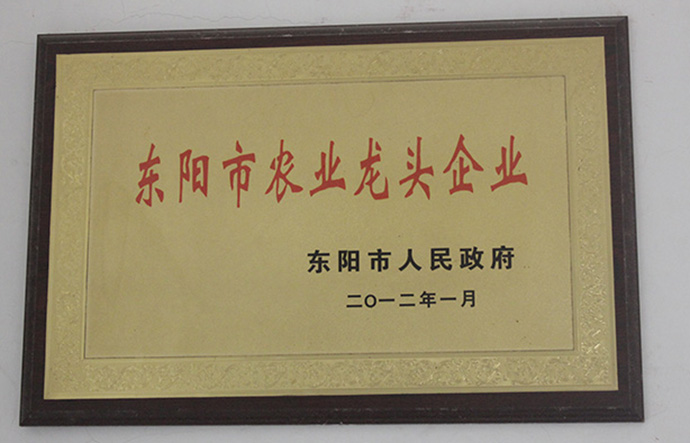 东阳市农业龙头企业
东阳市人民政府
二〇一二年一月